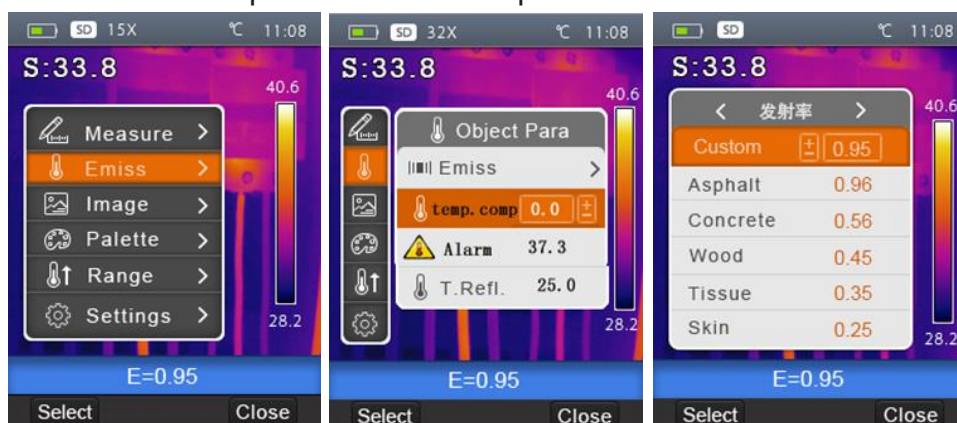 SD 15X ℃ 11:08
S:33.8
40.6
Measure >
Emiss >
Image >
Palette >
Range >
Settings >
28.2
E=0.95
Select Close
SD 32X ℃ 11:08
S:33.8
40.6
Object Para
Emiss >
temp.comp 0.0 ±
Alarm 37.3
T.Refl. 25.0
28.2
E=0.95
Select Close
SD ℃ 11:08
S:33.8
< 发射率 >
40.6
Custom ± 0.95
Asphalt 0.96
Concrete 0.56
Wood 0.45
Tissue 0.35
Skin 0.25
28.2
E=0.95
Select Close